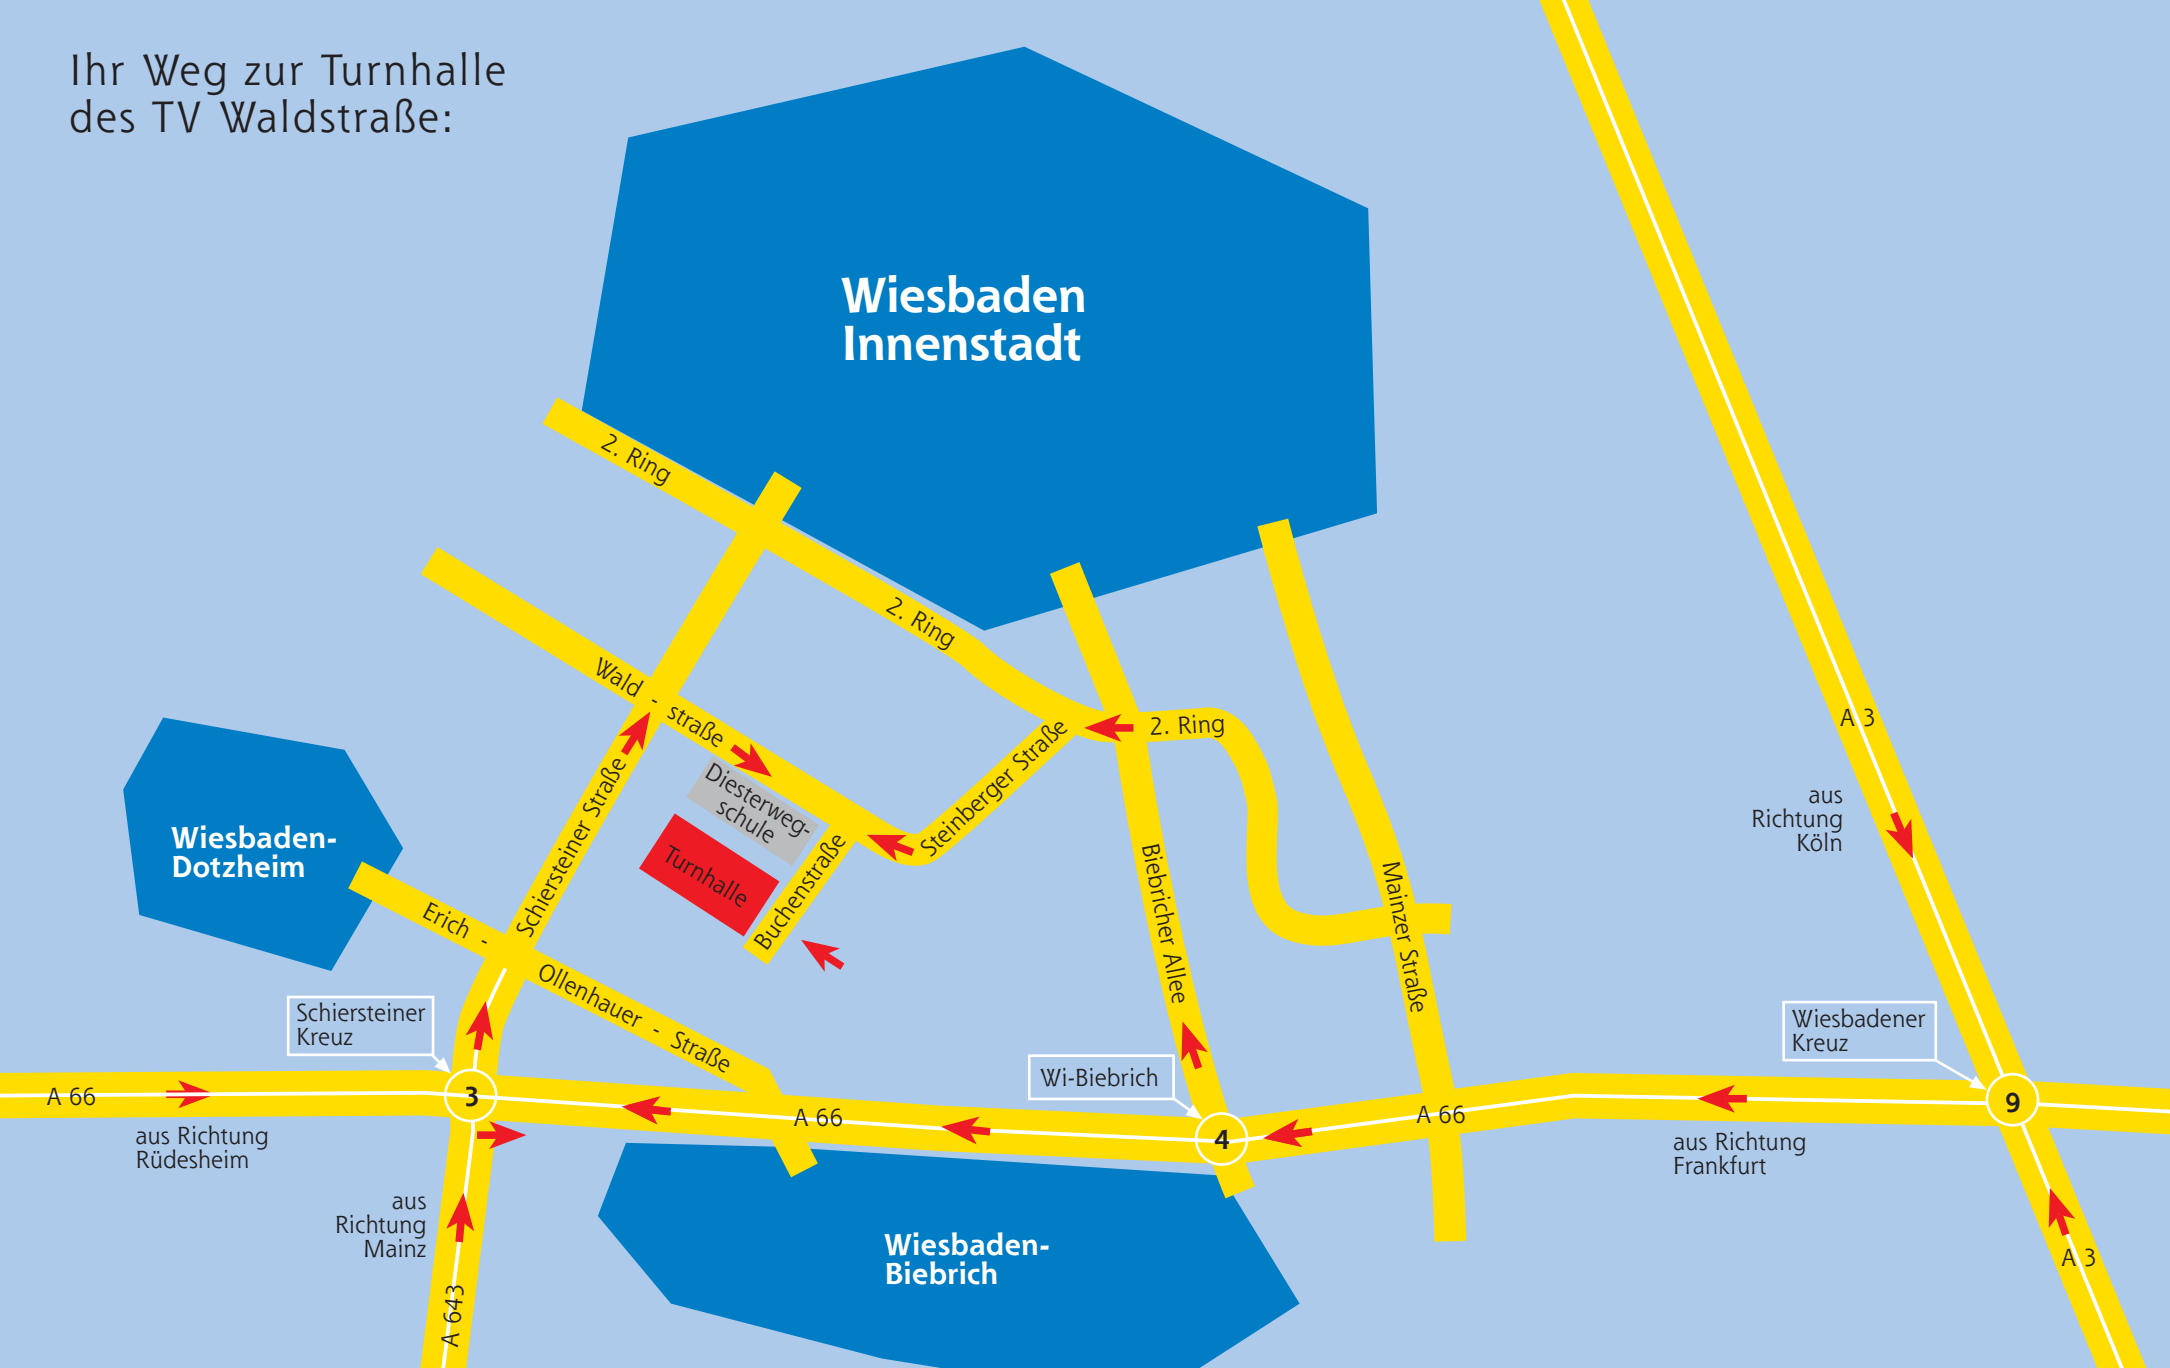 Ihr Weg zur Turnhalle
des TV Waldstraße:
Wiesbaden
Innenstadt
2. Ring
2. Ring
Wald - straße
2. Ring
Steinberger Straße
A 3
Schiersteiner Straße
Diesterweg-
schule
aus
Richtung
Köln
Wiesbaden-
Dotzheim
Turnhalle
Buchenstraße
Biebricher Allee
Mainzer Straße
Erich - Ollenhauer - Straße
Schiersteiner
Kreuz
Wiesbadener
Kreuz
Wi-Biebrich
A 66
3
A 66
4
A 66
9
aus Richtung
Rüdesheim
aus Richtung
Frankfurt
aus
Richtung
Mainz
Wiesbaden-
Biebrich
A 3
A 643